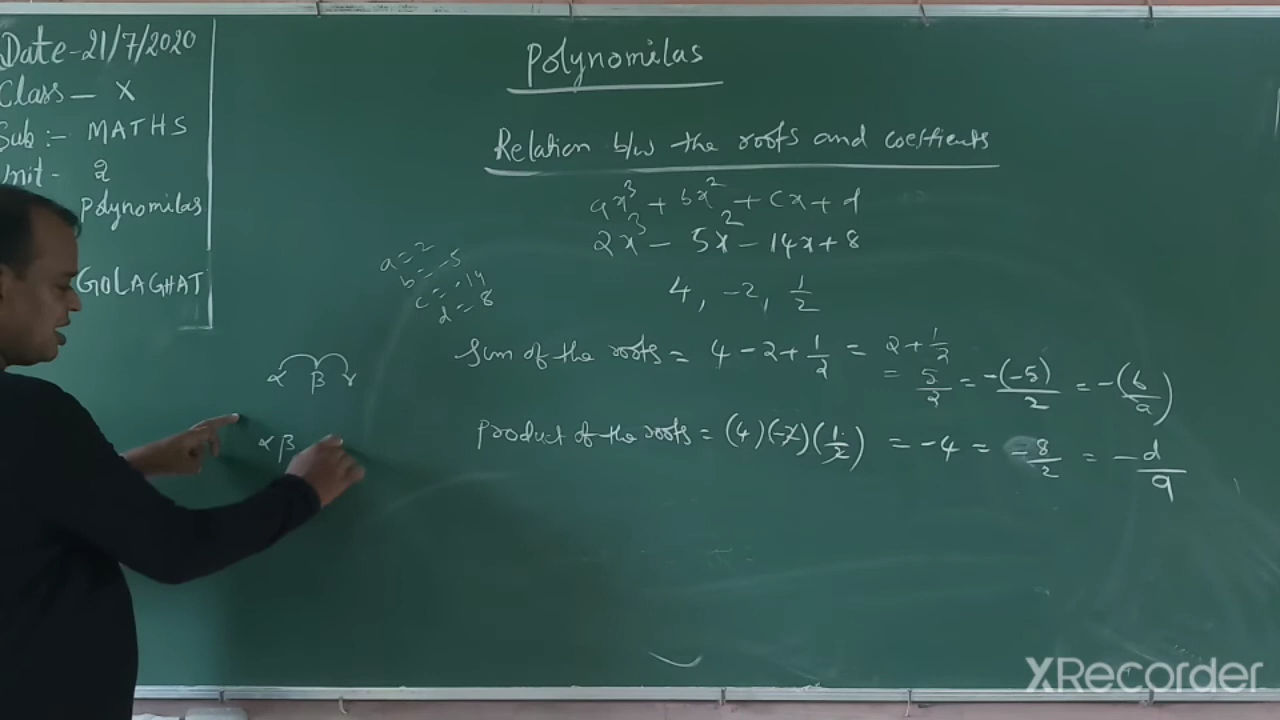 Date-21/7/2020
Class - X
Sub :- MATHS
Unit - 2
Polynomilas
GOLAGHAT
Polynomilas
Relation b/w the roots and coefficients
ax³ + bx² + cx + d
2x³ - 5x² - 14x + 8
a = 2
b = -5
c = -14
d = 8
4, -2, 1/2
Sum of the roots = 4 - 2 + 1/2 = 2 + 1/2
= 5/2 = -(-5)/2 = -(b/a)
α β γ
Product of the roots = (4)(-2)(1/2) = -4 = -8/2 = -d/a
α β
XRecorder